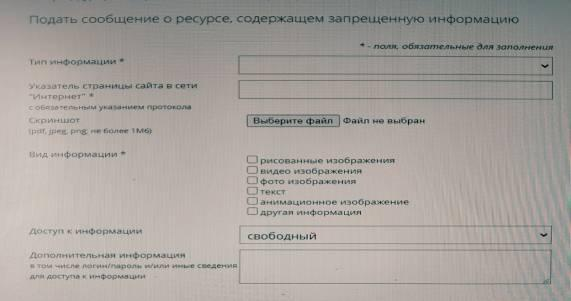 Подать сообщение о ресурсе, содержащем запрещенную информацию
* - поля, обязательные для заполнения
Тип информации *
Указатель страницы сайта в сети
"Интернет" *
с обязательным указанием протокола
Скриншот
Выберите файл Файл не выбран
(pdf, jpeg, png; не более 1Мб)
Вид информации *
рисованные изображения
видео изображения
фото изображения
текст
анимационное изображение
другая информация
Доступ к информации
свободный
Дополнительная информация
в том числе логин/пароль и/или иные сведения
для доступа к информации